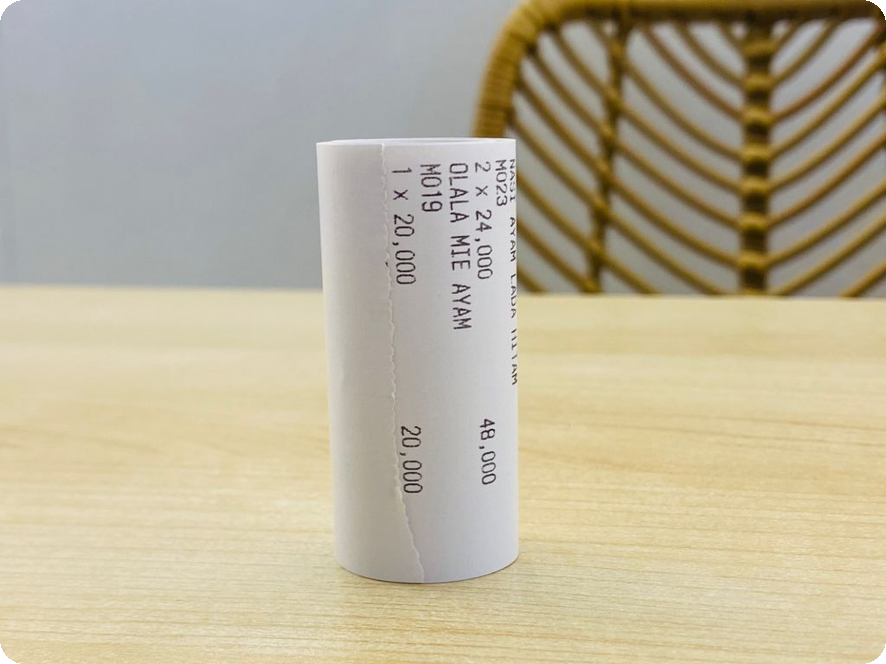 NASI AYAM LADA HITAM
M023
2 X 24,000 48,000
OLALA MIE AYAM
M019
1 X 20,000 20,000